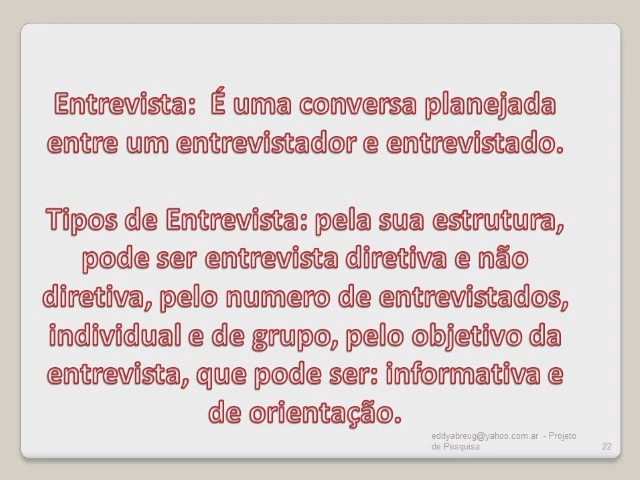 Entrevista:  É uma conversa planejada
entre um entrevistador e entrevistado.
Tipos de Entrevista: pela sua estrutura,
pode ser entrevista diretiva e não
diretiva, pelo numero de entrevistados,
individual e de grupo, pelo objetivo da
entrevista, que pode ser: informativa e
de orientação.
eddyabreug@yahoo.com.ar  - Projeto
de Pesquisa
22